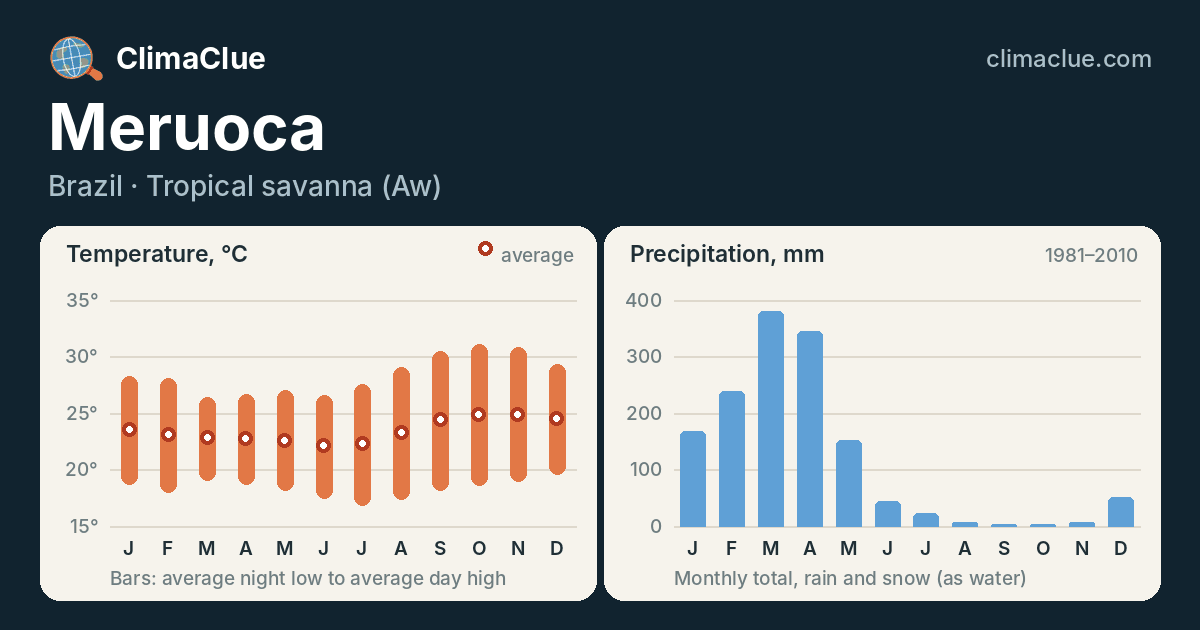 ClimaClue
climaclue.com
Meruoca
Brazil · Tropical savanna (Aw)
Temperature, °C
average
35°
30°
25°
20°
15°
J F M A M J J A S O N D
Bars: average night low to average day high
Precipitation, mm
1981–2010
400
300
200
100
0
J F M A M J J A S O N D
Monthly total, rain and snow (as water)